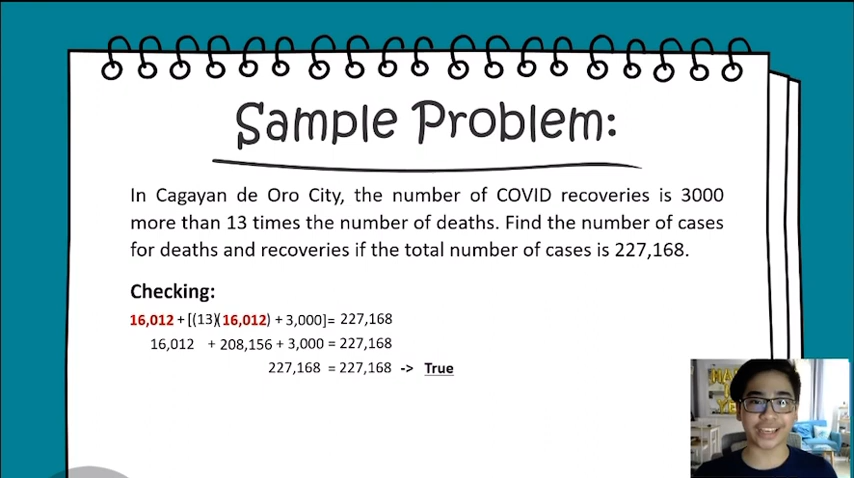 Sample Problem:
In Cagayan de Oro City, the number of COVID recoveries is 3000
more than 13 times the number of deaths. Find the number of cases
for deaths and recoveries if the total number of cases is 227,168.
Checking:
16,012 + [(13)(16,012) + 3,000]= 227,168
16,012 + 208,156 + 3,000 = 227,168
227,168 = 227,168 -> True